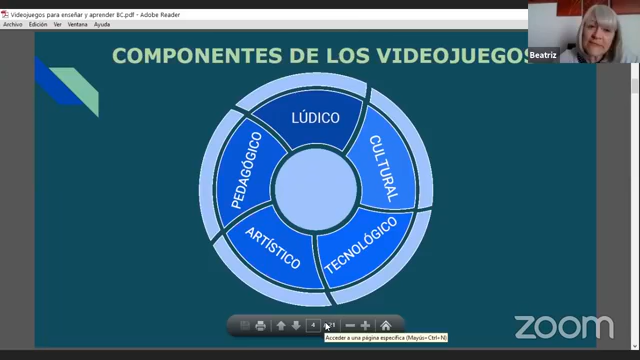 Videojuegos para enseñar y aprender BC.pdf - Adobe Reader
Archivo Edición Ver Ventana Ayuda
COMPONENTES DE LOS VIDEOJUEGOS
Beatriz
LÚDICO
CULTURAL
PEDAGÓGICO
ARTÍSTICO
TECNOLÓGICO
4
21
Acceder a una página específica (Mayús+Ctrl+N)
zoom